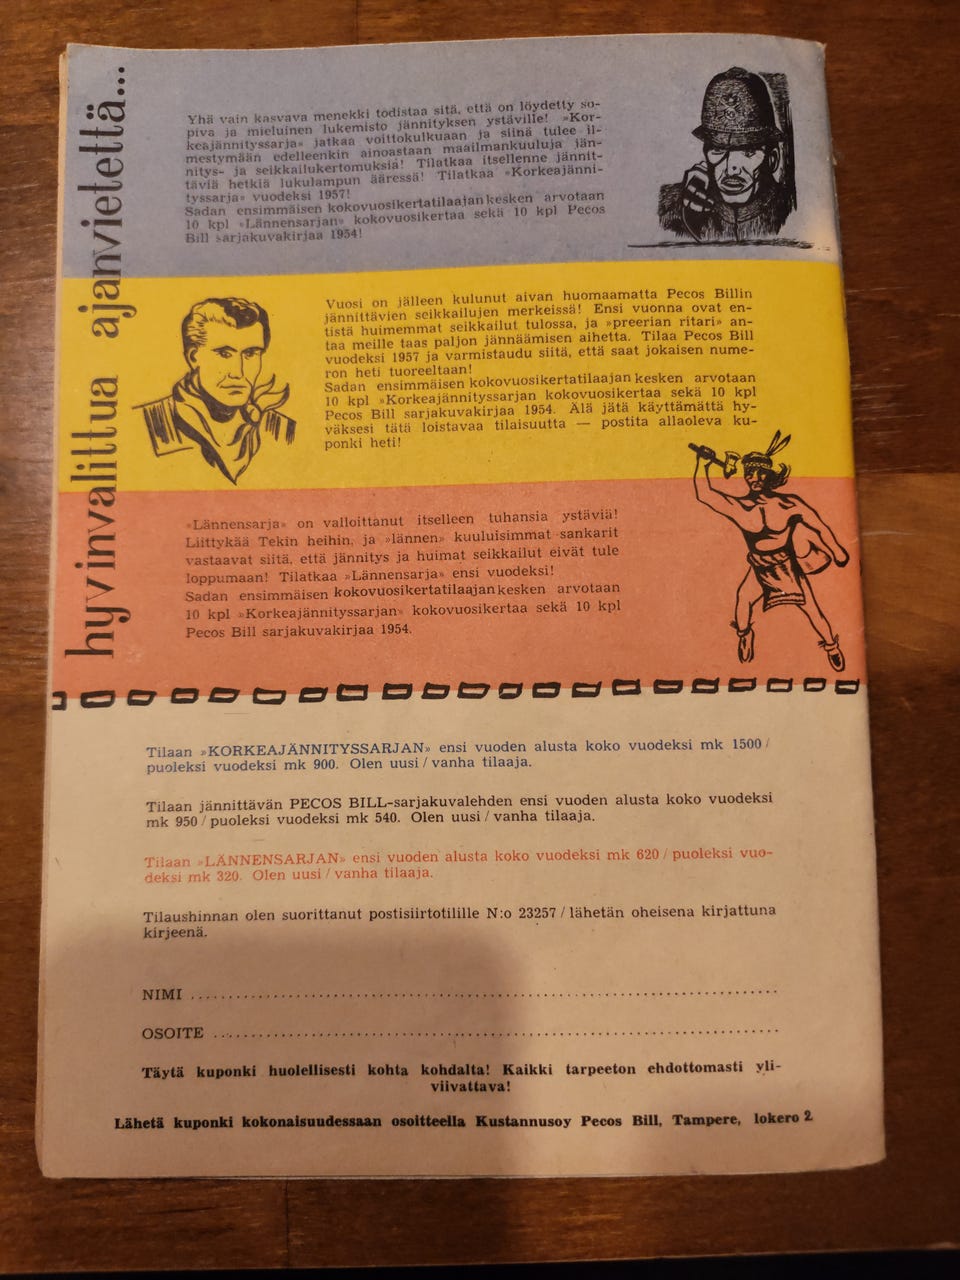 hyvinvalittua ajanvietettä...
Yhä vain kasvava menekki todistaa sitä, että on löydetty so-
piva ja mieluinen lukemisto jännityksen ystäville! »Kor-
keajännityssarja» jatkaa voittokulkuaan ja siinä tulee il-
mestymään edelleenkin ainoastaan maailmankuuluja jän-
nitys- ja seikkailukertomuksia! Tilatkaa itsellenne jännit-
täviä hetkiä lukulampun ääressä! Tilatkaa »Korkeajänni-
tyssarja» vuodeksi 1957!
Sadan ensimmäisen kokovuosikertatilaajan kesken arvotaan
10 kpl »Lännensarjan» kokovuosikertaa sekä 10 kpl Pecos
Bill sarjakuvakirjaa 1954!
Vuosi on jälleen kulunut aivan huomaamatta Pecos Billin
jännittävien seikkailujen merkeissä! Ensi vuonna ovat en-
tistä huimemmat seikkailut tulossa, ja »preerian ritari» an-
taa meille taas paljon jännäämisen aihetta. Tilaa Pecos Bill
vuodeksi 1957 ja varmistaudu siitä, että saat jokaisen nume-
ron heti tuoreeltaan!
Sadan ensimmäisen kokovuosikertatilaajan kesken arvotaan
10 kpl »Korkeajännityssarjan kokovuosikertaa sekä 10 kpl
Pecos Bill sarjakuvakirjaa 1954. Älä jätä käyttämättä hy-
väksesi tätä loistavaa tilaisuutta — postita allaoleva ku-
ponki heti!
»Lännensarja» on valloittanut itselleen tuhansia ystäviä!
Liittykää Tekin heihin, ja »lännen» kuuluisimmat sankarit
vastaavat siitä, että jännitys ja huimat seikkailut eivät tule
loppumaan! Tilatkaa »Lännensarja» ensi vuodeksi!
Sadan ensimmäisen kokovuosikertatilaajan kesken arvotaan
10 kpl »Korkeajännityssarjan» kokovuosikertaa sekä 10 kpl
Pecos Bill sarjakuvakirjaa 1954.
Tilaan »KORKEAJÄNNITYSSARJAN» ensi vuoden alusta koko vuodeksi mk 1500 /
puoleksi vuodeksi mk 900. Olen uusi / vanha tilaaja.
Tilaan jännittävän PECOS BILL-sarjakuvalehden ensi vuoden alusta koko vuodeksi
mk 950 / puoleksi vuodeksi mk 540. Olen uusi / vanha tilaaja.
Tilaan »LÄNNENSARJAN» ensi vuoden alusta koko vuodeksi mk 620 / puoleksi vuo-
deksi mk 320. Olen uusi / vanha tilaaja.
Tilaushinnan olen suorittanut postisiirtotilille N:o 23257 / lähetän oheisena kirjattuna
kirjeenä.
NIMI
OSOITE
Täytä kuponki huolellisesti kohta kohdalta! Kaikki tarpeeton ehdottomasti yli-
viivattava!
Lähetä kuponki kokonaisuudessaan osoitteella Kustannusoy Pecos Bill, Tampere, lokero 2